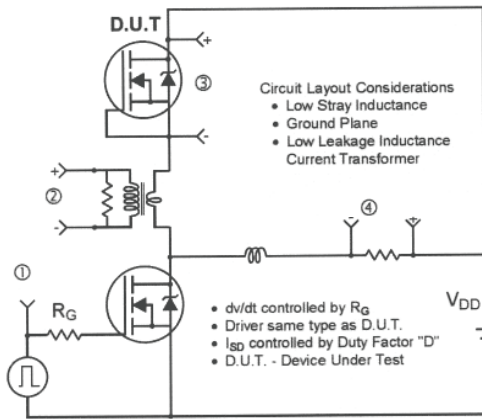 D.U.T
+
③
-
Circuit Layout Considerations
• Low Stray Inductance
• Ground Plane
• Low Leakage Inductance
Current Transformer
+
②
-
④
-
+
①
RG
• dv/dt controlled by RG
• Driver same type as D.U.T.
• ISD controlled by Duty Factor "D"
• D.U.T. - Device Under Test
VDD